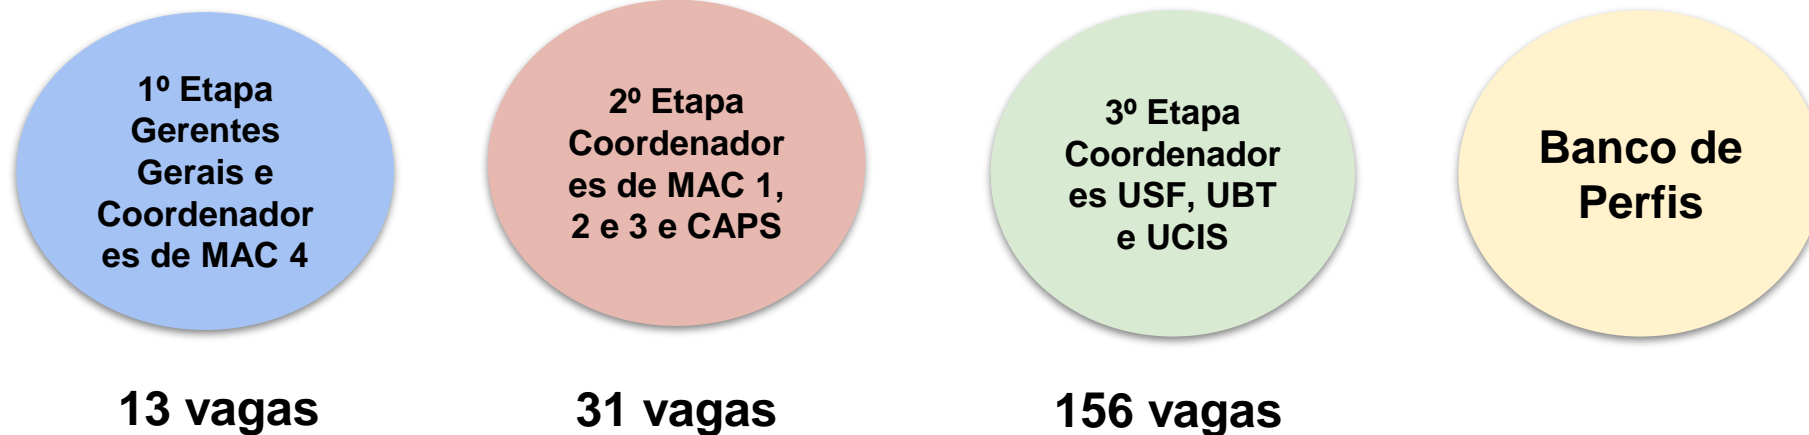 1º Etapa
Gerentes
Gerais e
Coordenador
es de MAC 4
13 vagas
2º Etapa
Coordenador
es de MAC 1,
2 e 3 e CAPS
31 vagas
3º Etapa
Coordenador
es USF, UBT
e UCIS
156 vagas
Banco de
Perfis